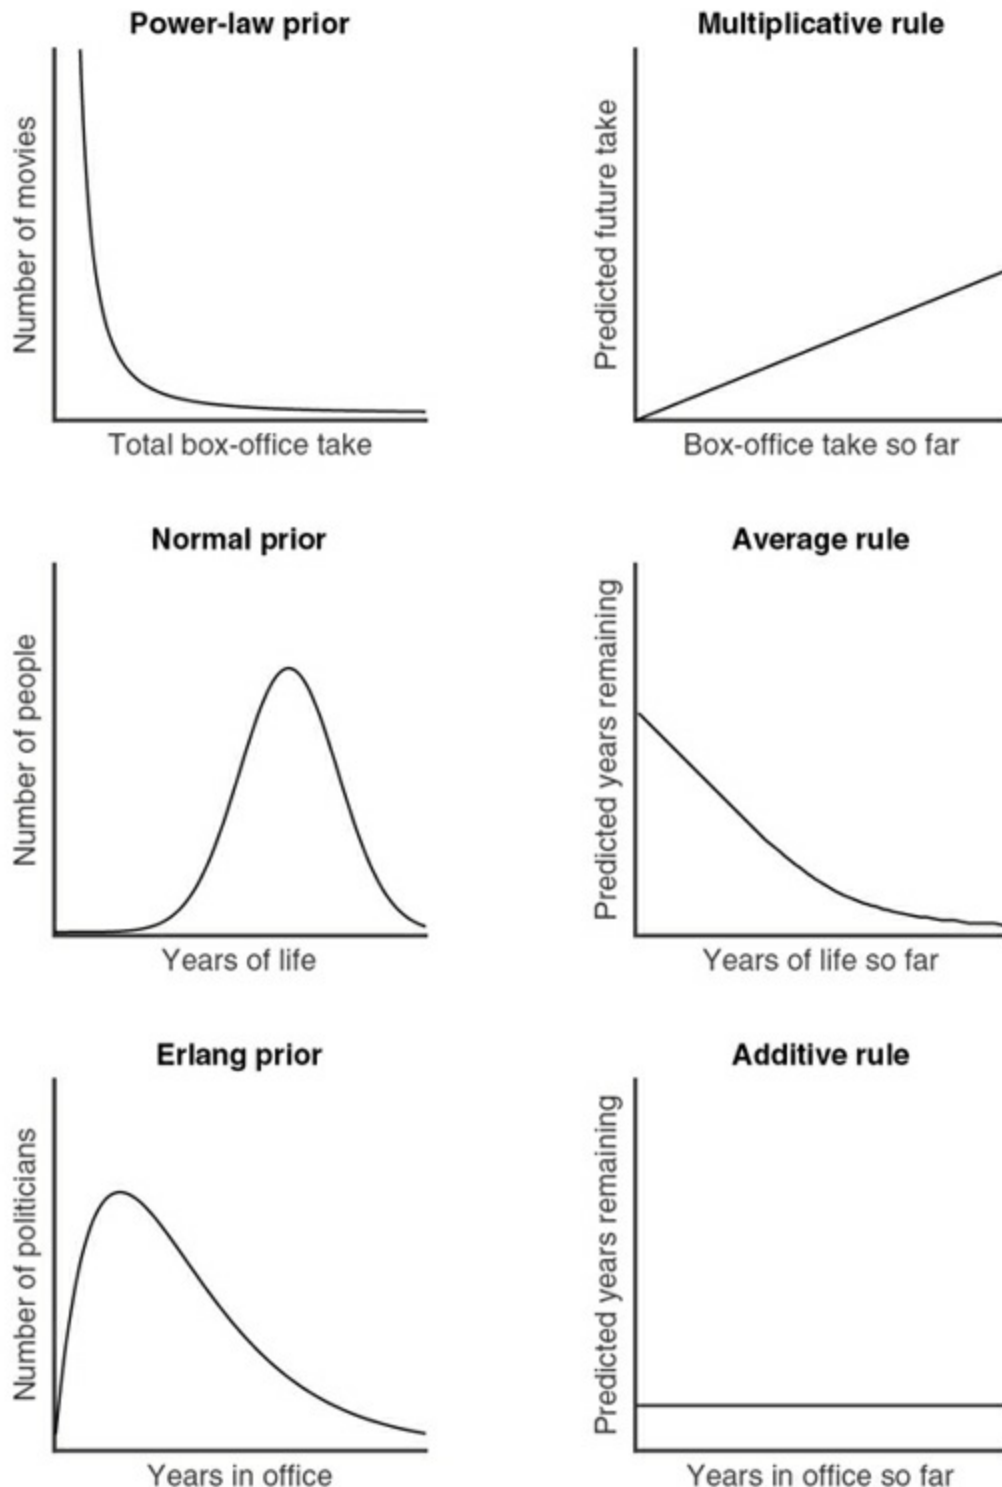 Power-law prior
Number of movies
Total box-office take
Multiplicative rule
Predicted future take
Box-office take so far
Normal prior
Number of people
Years of life
Average rule
Predicted years remaining
Years of life so far
Erlang prior
Number of politicians
Years in office
Additive rule
Predicted years remaining
Years in office so far